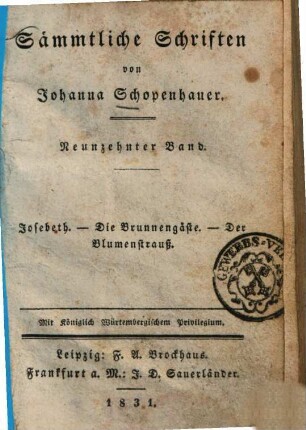 Sämmtliche Schriften
von
Johanna Schopenhauer.
Neunzehnter Band.
Josebeth. — Die Brunnengäste. — Der
Blumenstrauß.
Mit Königlich Würtembergischem Privilegium.
Leipzig: F. A. Brockhaus.
Frankfurt a. M.: J. D. Sauerländer.
1831.